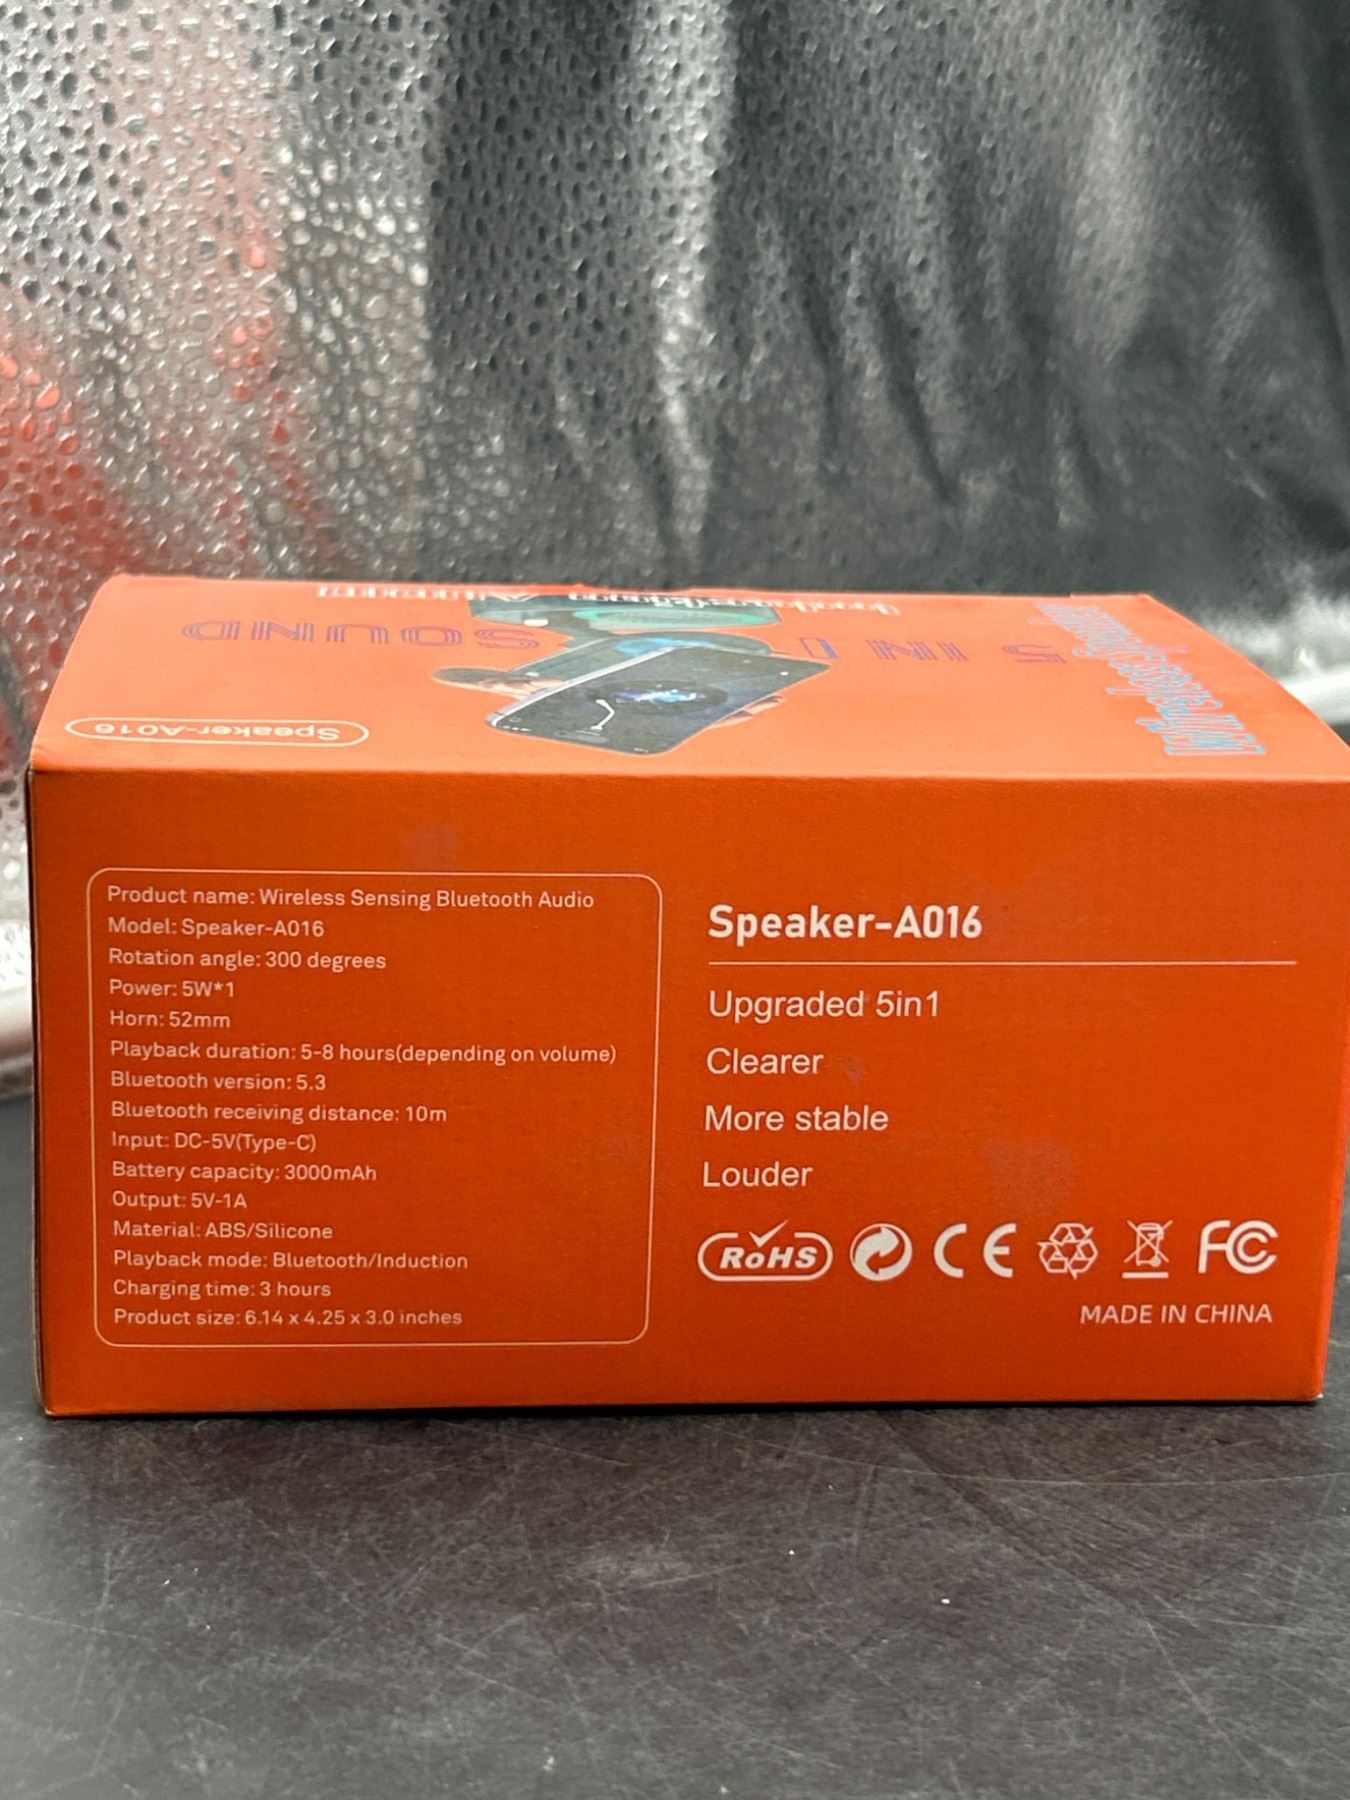 5 IN 1 SOUND
Speaker-A016
Product name: Wireless Sensing Bluetooth Audio
Model: Speaker-A016
Rotation angle: 300 degrees
Power: 5W*1
Horn: 52mm
Playback duration: 5-8 hours(depending on volume)
Bluetooth version: 5.3
Bluetooth receiving distance: 10m
Input: DC-5V(Type-C)
Battery capacity: 3000mAh
Output: 5V-1A
Material: ABS/Silicone
Playback mode: Bluetooth/Induction
Charging time: 3 hours
Product size: 6.14 x 4.25 x 3.0 inches
Speaker-A016
Upgraded 5in1
Clearer
More stable
Louder
RoHS CE FC
MADE IN CHINA